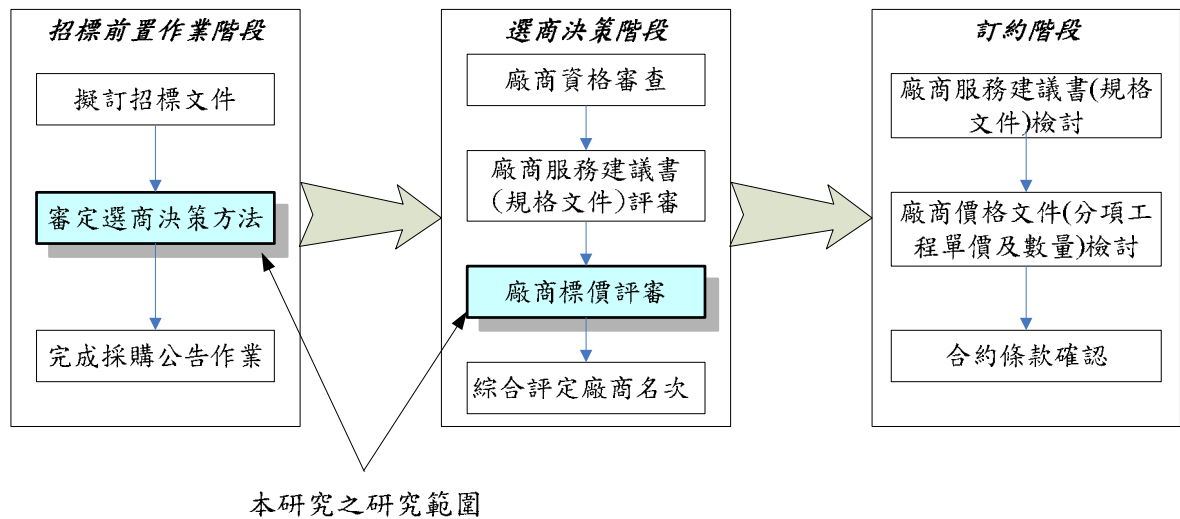 招標前置作業階段
擬訂招標文件
審定選商決策方法
完成採購公告作業
選商決策階段
廠商資格審查
廠商服務建議書
(規格文件)評審
廠商標價評審
綜合評定廠商名次
訂約階段
廠商服務建議書(規格
文件)檢討
廠商價格文件(分項工
程單價及數量)檢討
合約條款確認
本研究之研究範圍